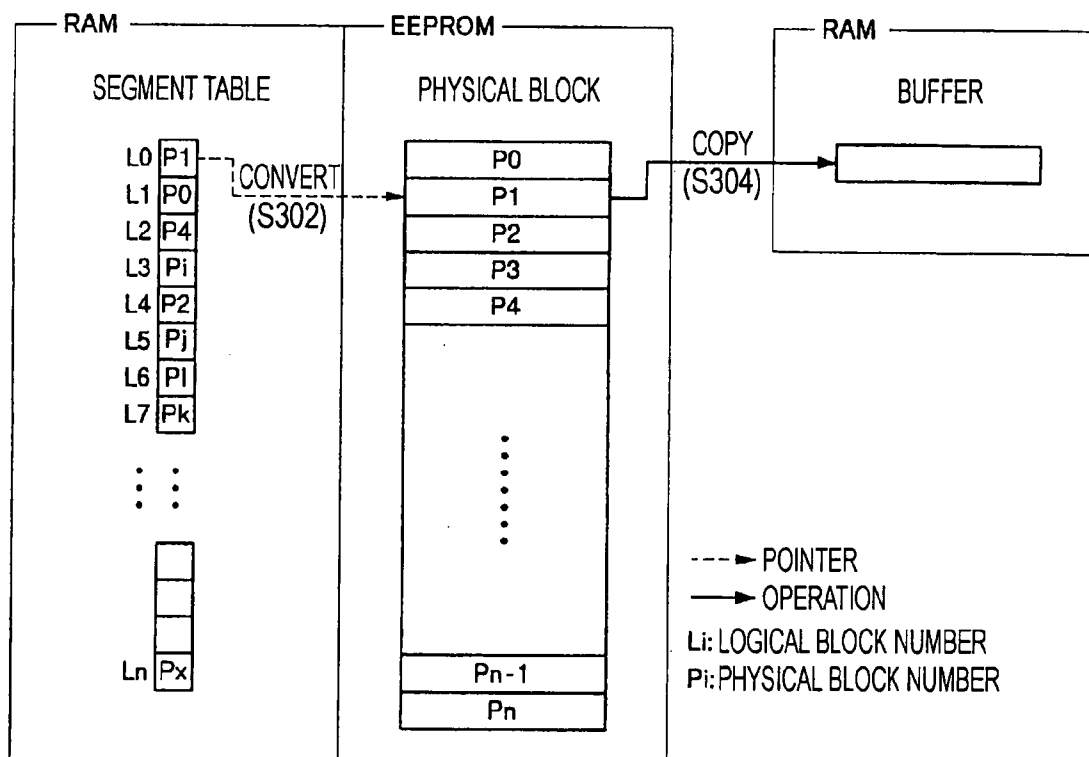 RAM
EEPROM
RAM
SEGMENT TABLE
PHYSICAL BLOCK
BUFFER
L0 P1
L1 P0
L2 P4
L3 Pi
L4 P2
L5 Pj
L6 Pl
L7 Pk
Ln Px
CONVERT
(S302)
P0
P1
P2
P3
P4
Pn-1
Pn
COPY
(S304)
POINTER
OPERATION
Li: LOGICAL BLOCK NUMBER
Pi: PHYSICAL BLOCK NUMBER